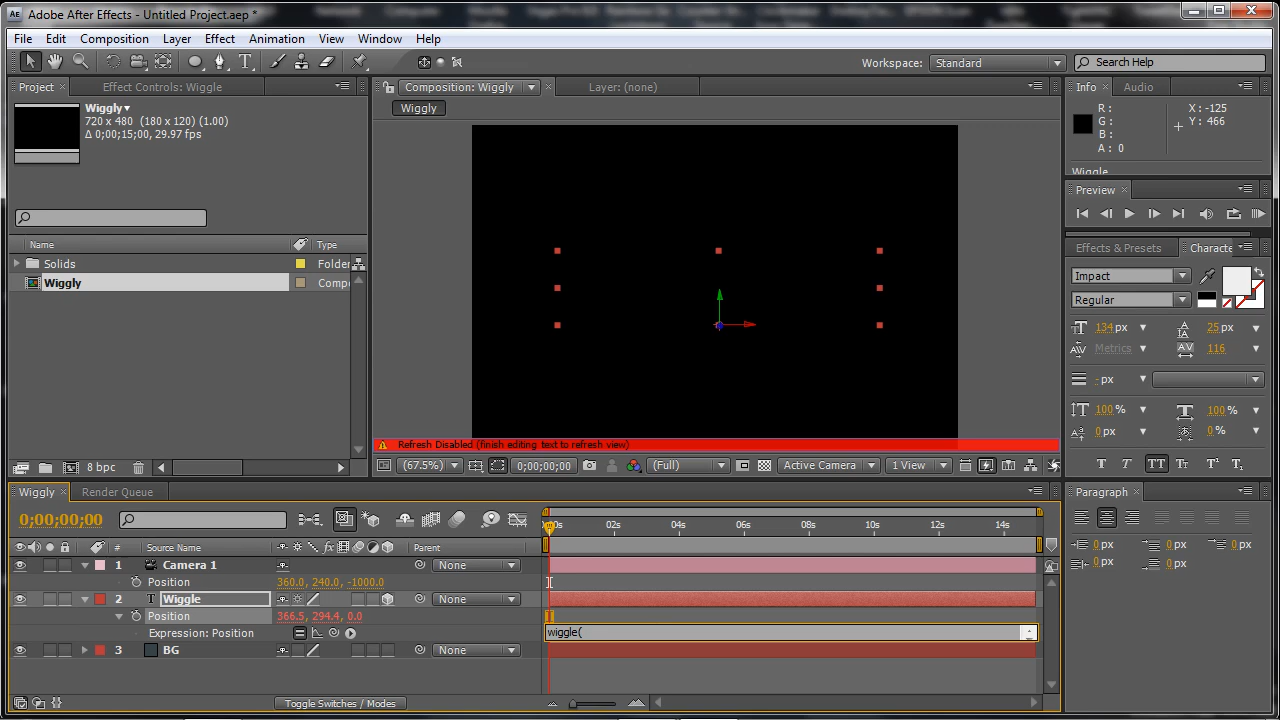 Adobe After Effects - Untitled Project.aep *
File Edit Composition Layer Effect Animation View Window Help
Workspace: Standard Search Help
Project Effect Controls: Wiggle
Wiggly
720 x 480 (180 x 120) (1.00)
Δ 0;00;15;00, 29.97 fps
Name Type
Solids Folder
Wiggly Comp
8 bpc
Composition: Wiggly Layer: (none)
Wiggly
Refresh Disabled (finish editing text to refresh view)
(67.5%) 0;00;00;00 (Full) Active Camera 1 View
Info Audio
R : X : -125
G : Y : 466
B :
A : 0
Wiggle
Preview
Effects & Presets Characte
Impact
Regular
134 px 25 px
Metrics 116
- px
100 % 100 %
0 px 0 %
T T TT Tt T¹ T₁
Paragraph
0 px 0 px 0 px
0 px 0 px
Wiggly Render Queue
0;00;00;00
# Source Name Parent
0s 02s 04s 06s 08s 10s 12s 14s
1 Camera 1 None
Position 360.0, 240.0, -1000.0
2 T Wiggle None
Position 366.5, 294.4, 0.0
Expression: Position wiggle(
3 BG None
Toggle Switches / Modes